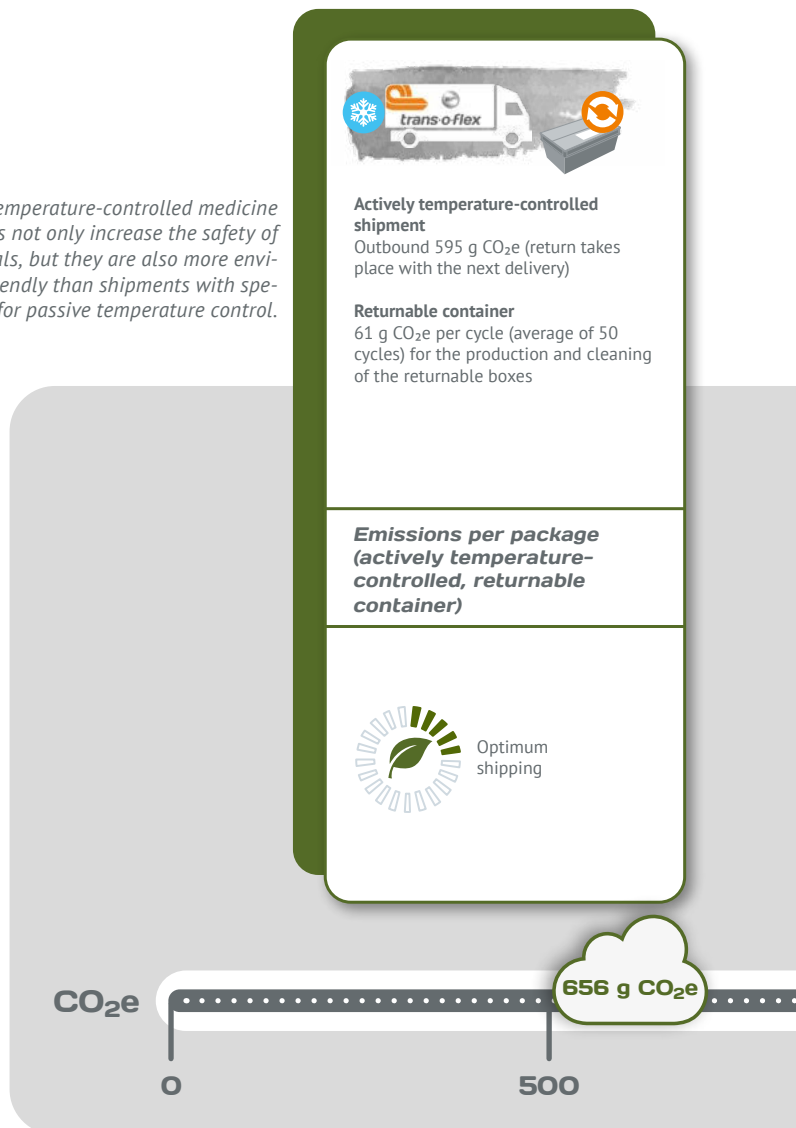 trans·o·flex
emperature-controlled medicine
s not only increase the safety of
ls, but they are also more envi-
endly than shipments with spe-
for passive temperature control.
Actively temperature-controlled
shipment
Outbound 595 g CO₂e (return takes
place with the next delivery)
Returnable container
61 g CO₂e per cycle (average of 50
cycles) for the production and cleaning
of the returnable boxes
Emissions per package
(actively temperature-
controlled, returnable
container)
Optimum
shipping
656 g CO₂e
CO₂e
0
500